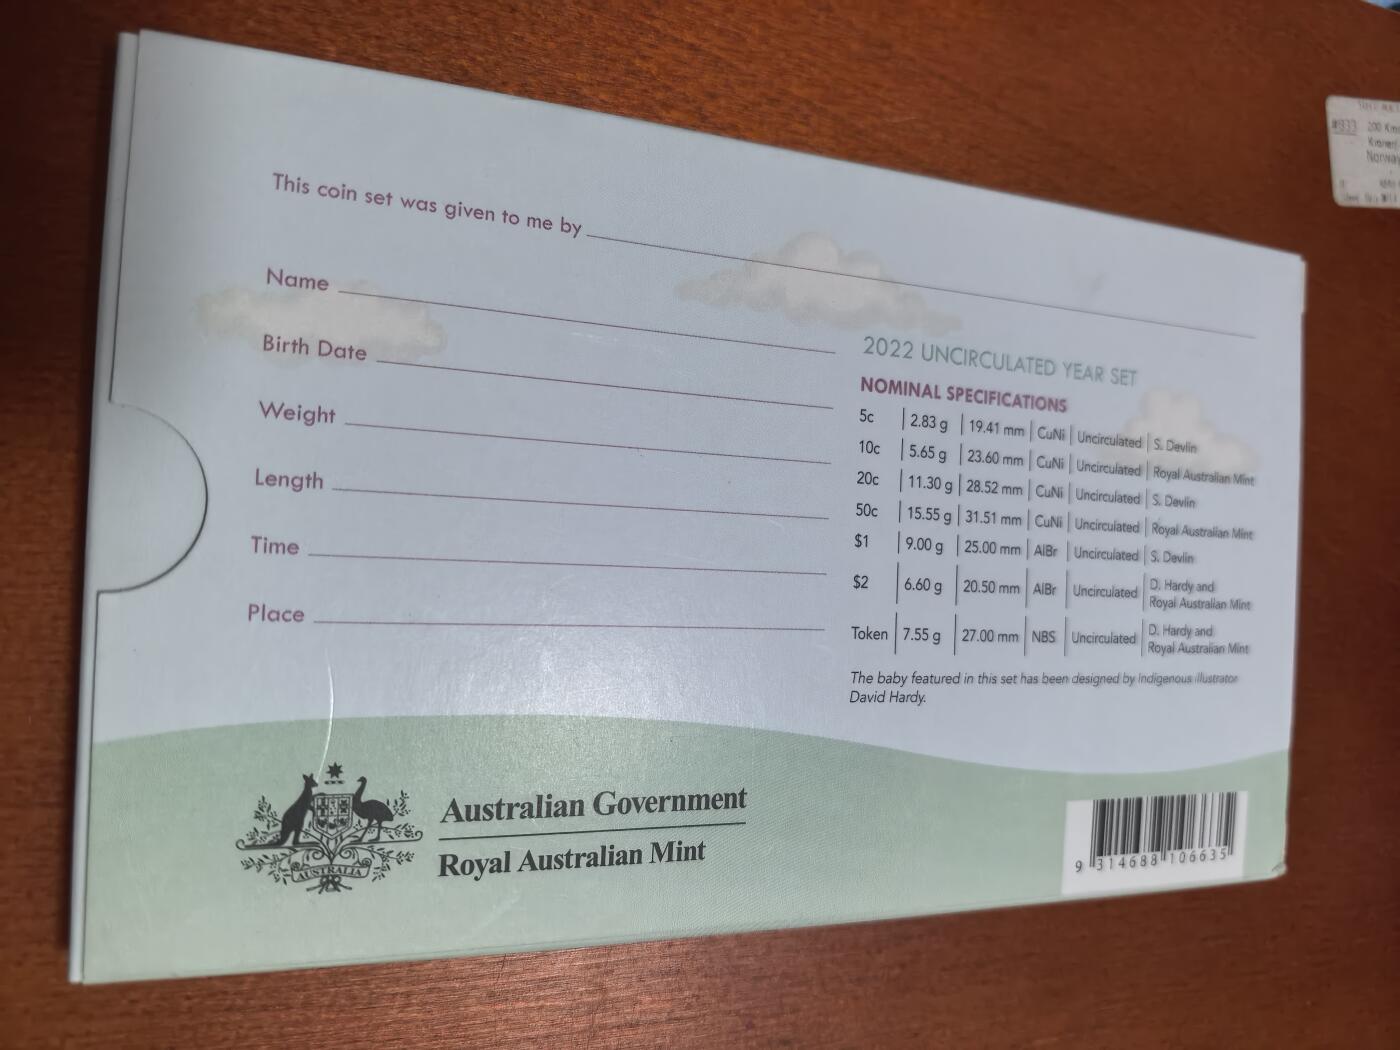 This coin set was given to me by
Name
Birth Date
Weight
Length
Time
Place
2022 UNCIRCULATED YEAR SET
NOMINAL SPECIFICATIONS
5c | 2.83 g | 19.41 mm | CuNi | Uncirculated | S. Devlin
10c | 5.65 g | 23.60 mm | CuNi | Uncirculated | Royal Australian Mint
20c | 11.30 g | 28.52 mm | CuNi | Uncirculated | S. Devlin
50c | 15.55 g | 31.51 mm | CuNi | Uncirculated | Royal Australian Mint
$1 | 9.00 g | 25.00 mm | AlBr | Uncirculated | S. Devlin
$2 | 6.60 g | 20.50 mm | AlBr | Uncirculated | D. Hardy and
Royal Australian Mint
Token | 7.55 g | 27.00 mm | NBS | Uncirculated | D. Hardy and
Royal Australian Mint
The baby featured in this set has been designed by Indigenous illustrator
David Hardy.
AUSTRALIA
Australian Government
Royal Australian Mint
9 314688 106635
#933
200
Norway